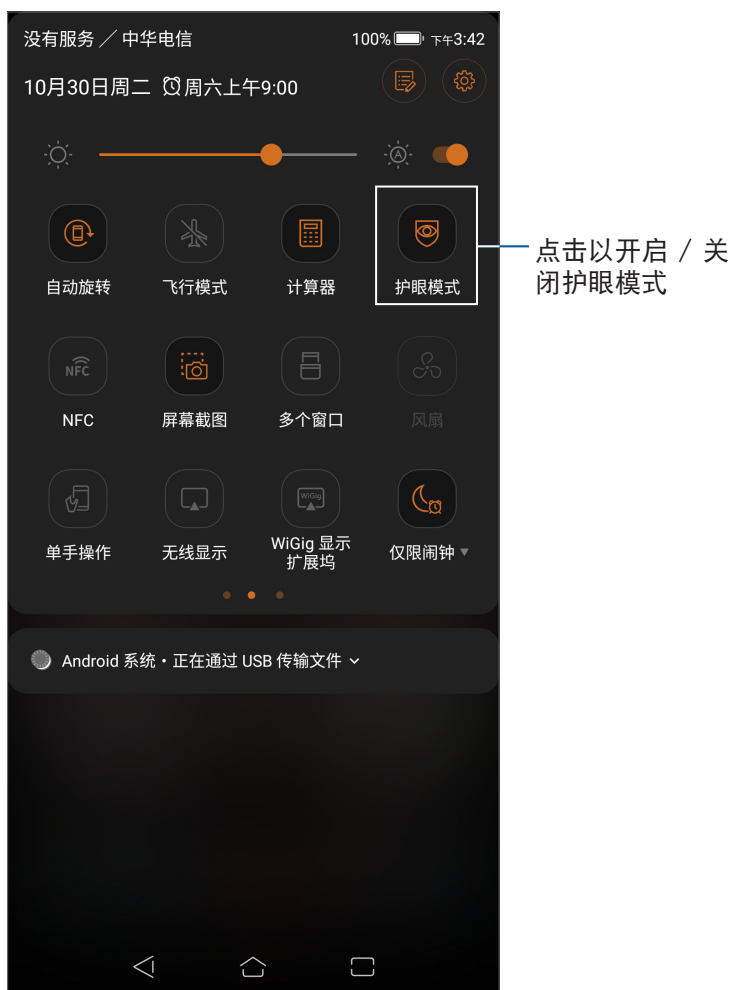 没有服务 ／ 中华电信 100% 下午3:42
10月30日周二 周六上午9:00
A
自动旋转 飞行模式 计算器 护眼模式
点击以开启 / 关
闭护眼模式
NFC
NFC 屏幕截图 多个窗口 风扇
WiGig
单手操作 无线显示 WiGig 显示
扩展坞 仅限闹钟
Android 系统 • 正在通过 USB 传输文件